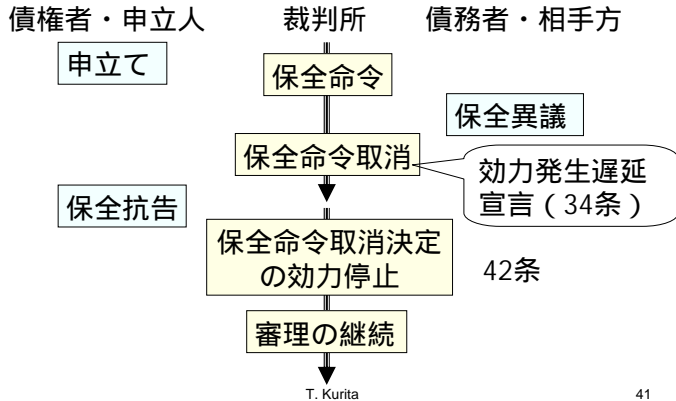 債権者・申立人 裁判所 債務者・相手方
申立て
保全命令
保全異議
保全命令取消
効力発生遅延
宣言（34条）
保全抗告
保全命令取消決定
の効力停止
42条
審理の継続
T. Kurita 41